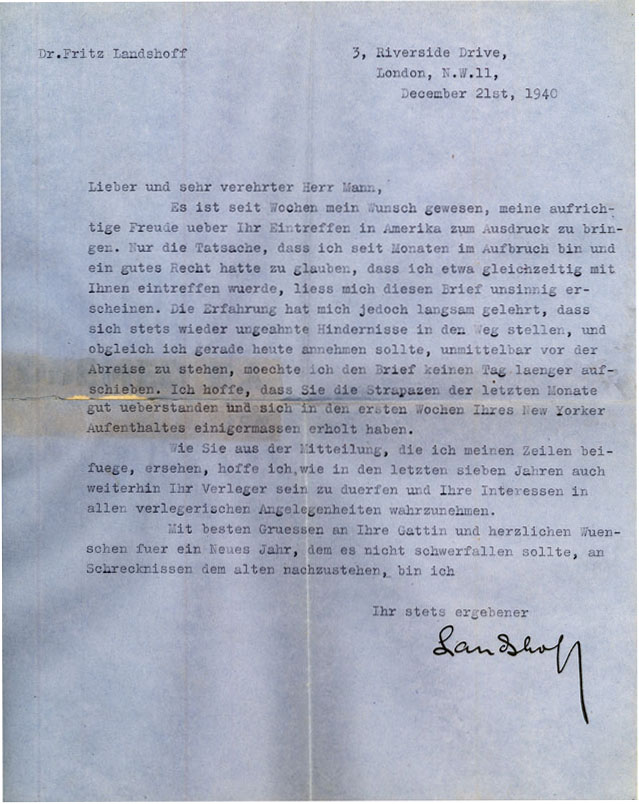 Dr.Fritz Landshoff
3, Riverside Drive,
London, N.W.11,
December 21st, 1940
Lieber und sehr verehrter Herr Mann,
Es ist seit Wochen mein Wunsch gewesen, meine aufrich-
tige Freude ueber Ihr Eintreffen in Amerika zum Ausdruck zu brin-
gen. Nur die Tatsache, dass ich seit Monaten im Aufbruch bin und
ein gutes Recht hatte zu glauben, dass ich etwa gleichzeitig mit
Ihnen eintreffen wuerde, liess mich diesen Brief unsinnig er-
scheinen. Die Erfahrung hat mich jedoch langsam gelehrt, dass
sich stets wieder ungeahnte Hindernisse in den Weg stellen, und
obgleich ich gerade heute annehmen sollte, unmittelbar vor der
Abreise zu stehen, moechte ich den Brief keinen Tag laenger auf-
schieben. Ich hoffe, dass Sie die Strapazen der letzten Monate
gut ueberstanden und sich in den ersten Wochen Ihres New Yorker
Aufenthaltes einigermassen erholt haben.
Wie Sie aus der Mitteilung, die ich meinen Zeilen bei-
fuege, ersehen, hoffe ich,wie in den letzten sieben Jahren auch
weiterhin Ihr Verleger sein zu duerfen und Ihre Interessen in
allen verlegerischen Angelegenheiten wahrzunehmen.
Mit besten Gruessen an Ihre Gattin und herzlichen Wuen-
schen fuer ein Neues Jahr, dem es nicht schwerfallen sollte, an
Schrecknissen dem alten nachzustehen, bin ich
Ihr stets ergebener
Landshoff